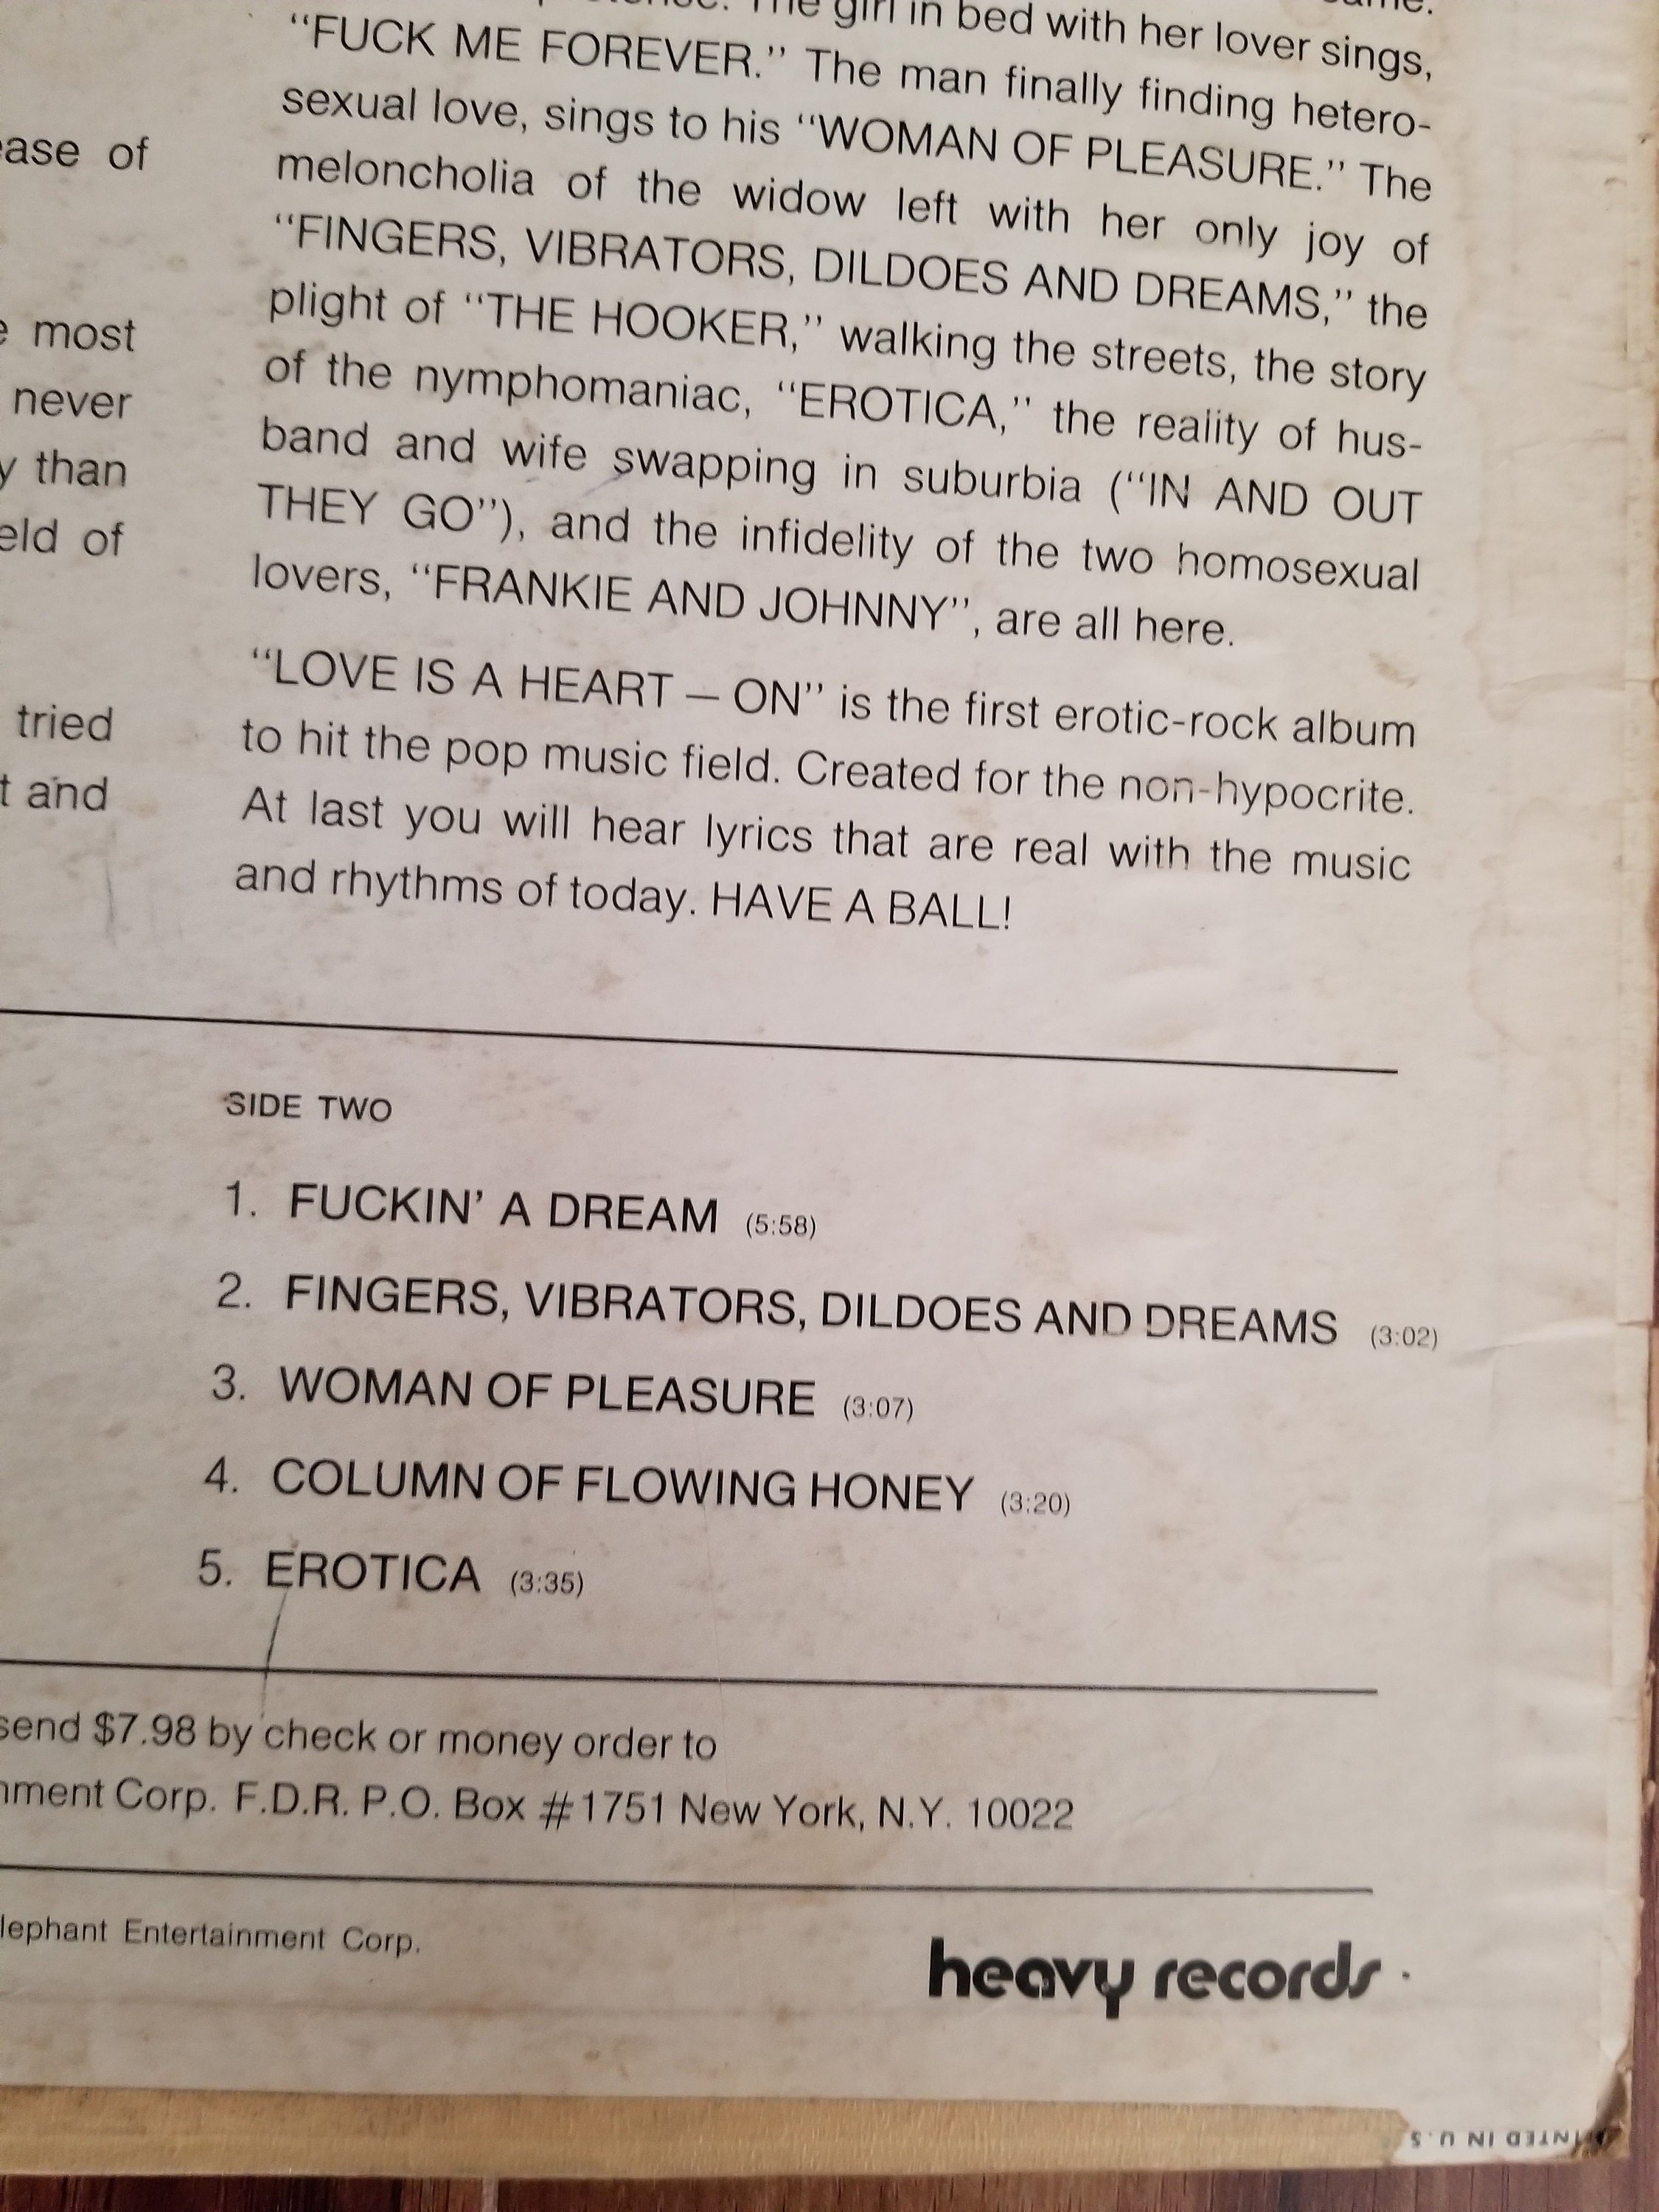 ease of
most
never
than
eld of
tried
and
The girl in bed with her lover sings,
“FUCK ME FOREVER.” The man finally finding hetero-
sexual love, sings to his “WOMAN OF PLEASURE.” The
meloncholia of the widow left with her only joy of
“FINGERS, VIBRATORS, DILDOES AND DREAMS,” the
plight of “THE HOOKER,” walking the streets, the story
of the nymphomaniac, “EROTICA,” the reality of hus-
band and wife swapping in suburbia (“IN AND OUT
THEY GO”), and the infidelity of the two homosexual
lovers, “FRANKIE AND JOHNNY”, are all here.
“LOVE IS A HEART — ON” is the first erotic-rock album
to hit the pop music field. Created for the non-hypocrite.
At last you will hear lyrics that are real with the music
and rhythms of today. HAVE A BALL!
SIDE TWO
1. FUCKIN’ A DREAM (5:58)
2. FINGERS, VIBRATORS, DILDOES AND DREAMS (3:02)
3. WOMAN OF PLEASURE (3:07)
4. COLUMN OF FLOWING HONEY (3:20)
5. EROTICA (3:35)
send $7.98 by check or money order to
nment Corp. F.D.R. P.O. Box #1751 New York, N.Y. 10022
lephant Entertainment Corp.
heavy records
INTED IN U.S